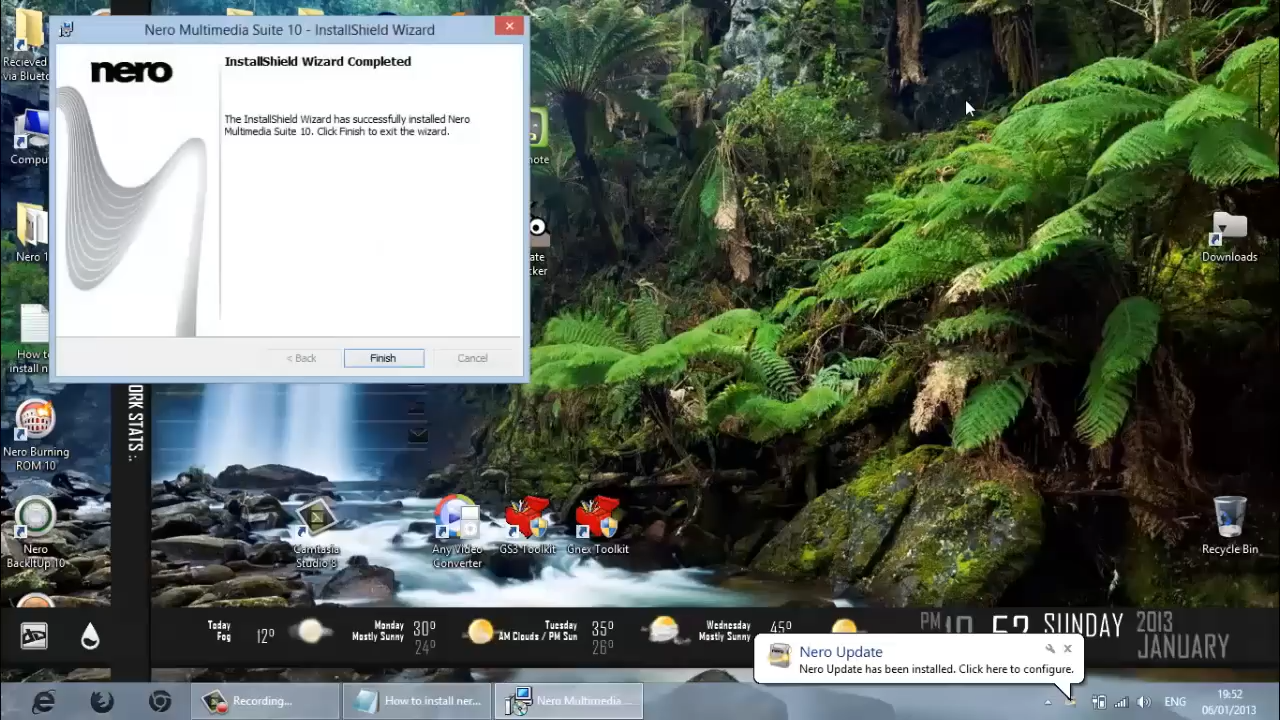 Nero Multimedia Suite 10 - InstallShield Wizard
nero
InstallShield Wizard Completed
The InstallShield Wizard has successfully installed Nero
Multimedia Suite 10. Click Finish to exit the wizard.
< Back
Finish
Cancel
Recieved
via Blueto
Comput
Nero 1
How to
install n
Nero Burning
ROM 10
Nero
BackItUp 10
note
Downloads
ORK STATS:.
Camtasia
Studio 8
Any Video
Converter
GS3 Toolkit
Gnex Toolkit
Recycle Bin
Today
Fog
12°
Monday
Mostly Sunny
30°
24°
Tuesday
AM Clouds / PM Sun
35°
26°
Wednesday
Mostly Sunny
45°
PM
SUNDAY
2013
JANUARY
Nero Update
Nero Update has been installed. Click here to configure.
Recording...
How to install ner...
Nero Multimedia ...
ENG
19:52
06/01/2013